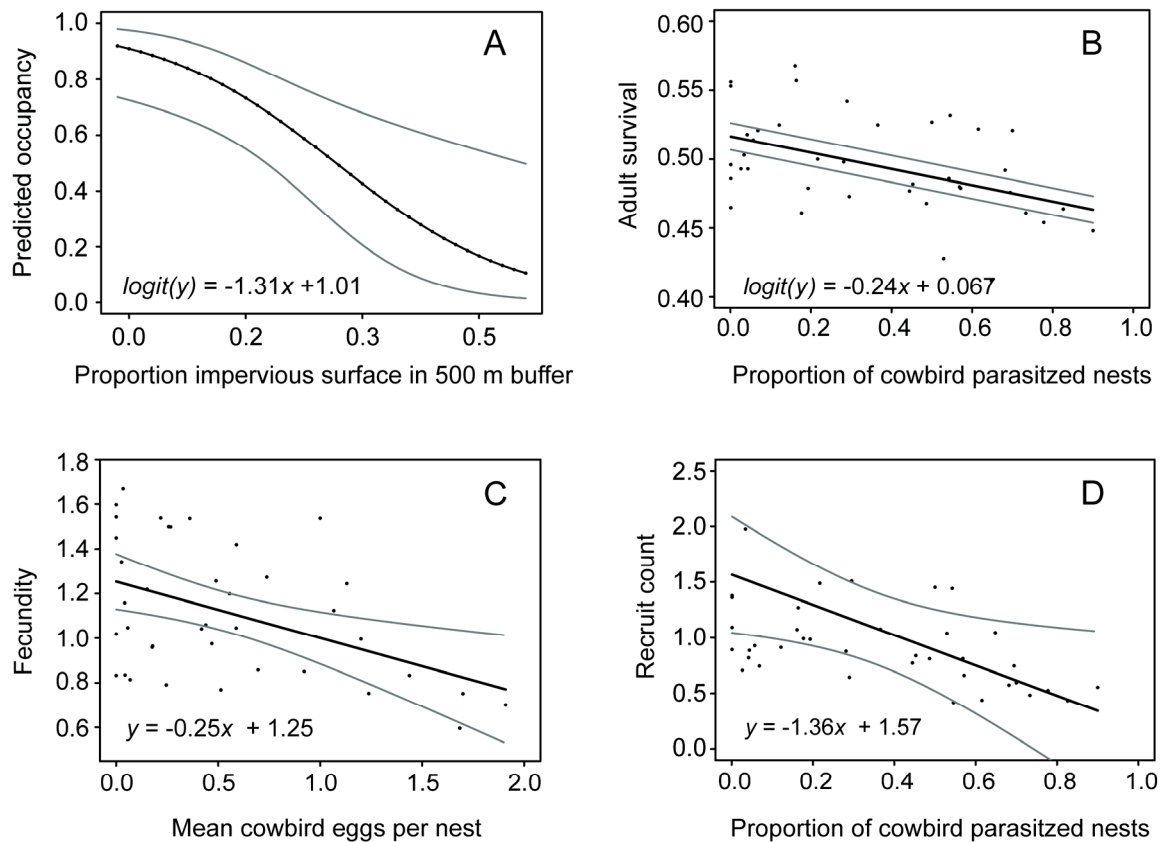 A
1.0
0.8
0.6
0.4
0.2
0.0
Predicted occupancy
logit(y) = -1.31x +1.01
0.0 0.2 0.3 0.5
Proportion impervious surface in 500 m buffer
B
0.60
0.55
0.50
0.45
0.40
Adult survival
logit(y) = -0.24x + 0.067
0.0 0.2 0.4 0.6 0.8 1.0
Proportion of cowbird parasitzed nests
C
1.8
1.6
1.4
1.2
1.0
0.8
0.6
Fecundity
y = -0.25x + 1.25
0.0 0.5 1.0 1.5 2.0
Mean cowbird eggs per nest
D
2.5
2.0
1.5
1.0
0.5
0.0
Recruit count
y = -1.36x + 1.57
0.0 0.2 0.4 0.6 0.8 1.0
Proportion of cowbird parasitzed nests